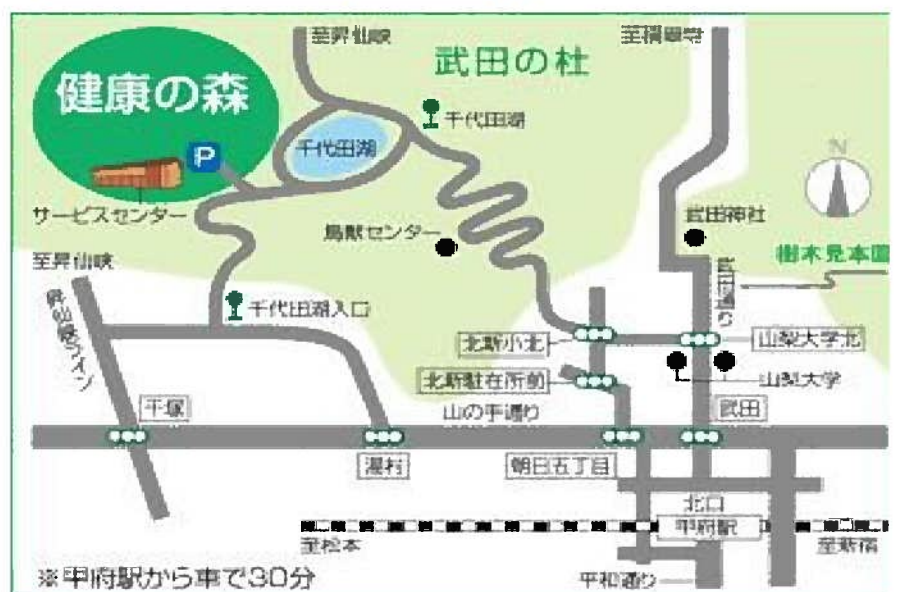 至昇仙峡
至積翠寺
武田の杜
健康の森
千代田湖
千代田湖
P
N
サービスセンター
鳥獣センター
武田神社
樹木見本園
至昇仙峡
昇仙峡ライン
千代田湖入口
武田通り
北新小北
山梨大学北
北新駐在所前
山梨大学
平塚
山の手通り
武田
湯村
朝日五丁目
北口
甲府駅
至松本
至新宿
※甲府駅から車で30分
平和通り